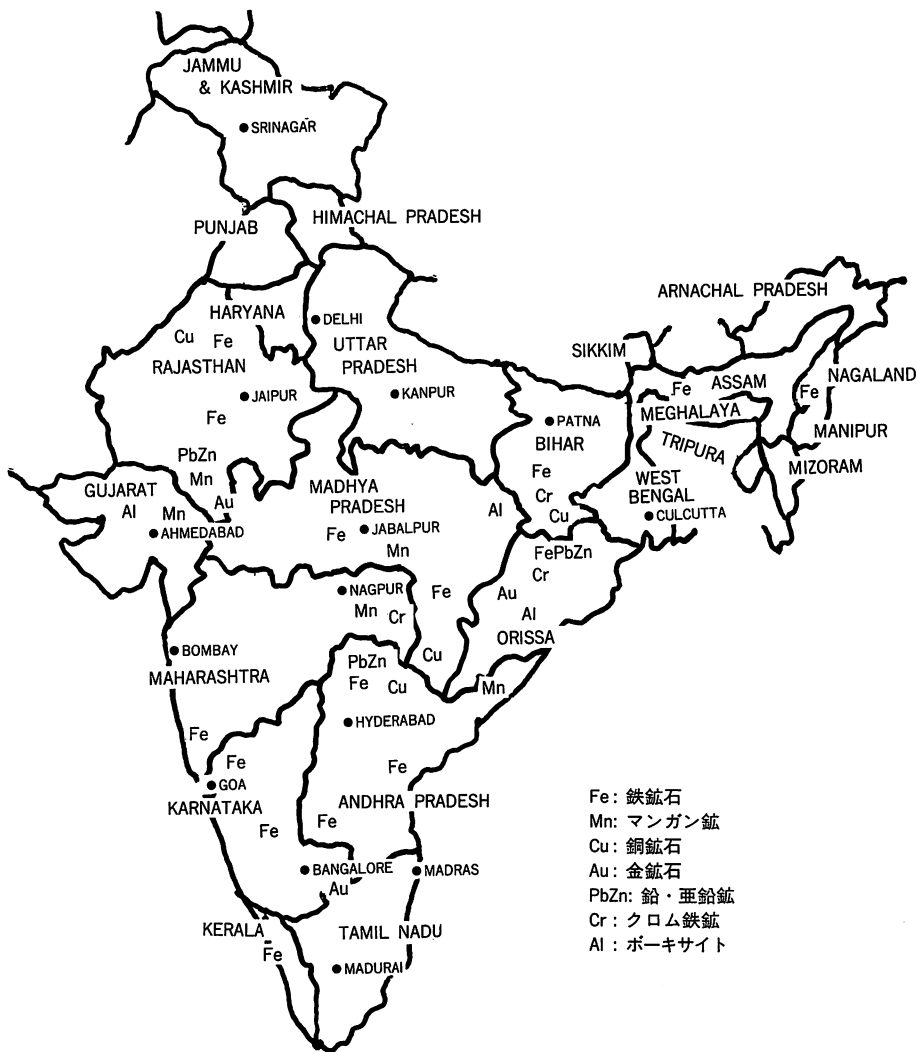 JAMMU
& KASHMIR
SRINAGAR
PUNJAB
HIMACHAL PRADESH
HARYANA
DELHI
ARNACHAL PRADESH
Cu
Fe
UTTAR
PRADESH
SIKKIM
RAJASTHAN
Fe
ASSAM
NAGALAND
JAIPUR
KANPUR
Fe
MEGHALAYA
Fe
PATNA
MANIPUR
BIHAR
TRIPURA
PbZn
MIZORAM
Mn
Fe
WEST
BENGAL
GUJARAT
MADHYA
PRADESH
Cr
Al
Mn
Au
Al
Cu
CULCUTTA
AHMEDABAD
Fe
JABALPUR
Mn
FePbZn
Cr
NAGPUR
Fe
Au
Mn
Cr
Al
ORISSA
BOMBAY
Cu
PbZn
MAHARASHTRA
Fe
Cu
Mn
HYDERABAD
Fe
Fe
Fe
GOA
KARNATAKA
ANDHRA PRADESH
Fe
Fe
BANGALORE
MADRAS
Au
KERALA
TAMIL NADU
Fe
MADURAI
Fe: 鉄鉱石
Mn: マンガン鉱
Cu: 銅鉱石
Au: 金鉱石
PbZn: 鉛・亜鉛鉱
Cr: クロム鉄鉱
Al: ボーキサイト